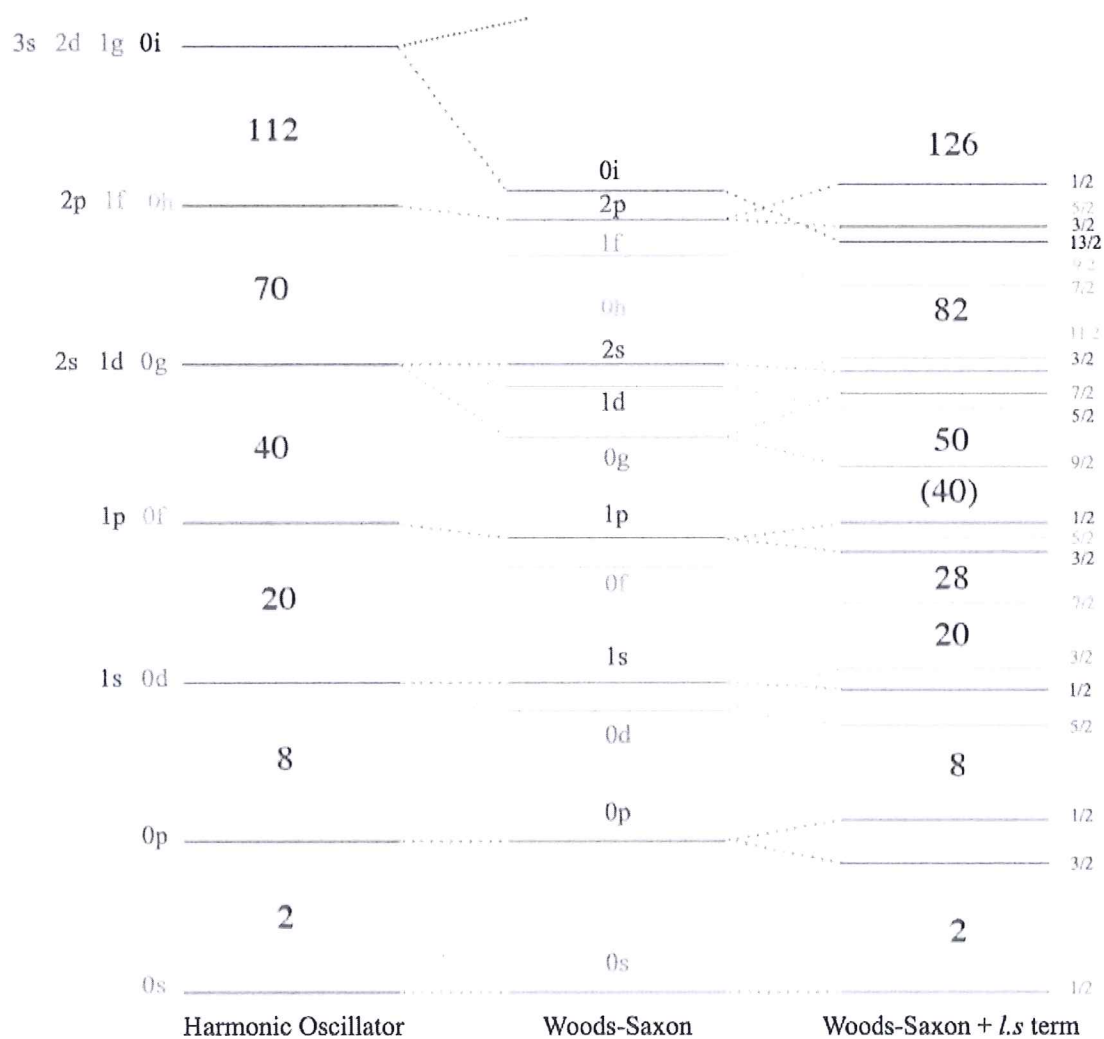 3s 2d 1g 0i
112
126
0i
1/2
2p 1f 0h
2p
5/2
3/2
1f
13/2
9/2
70
7/2
0h
82
11/2
2s
3/2
2s 1d 0g
1d
7/2
5/2
40
50
0g
9/2
(40)
1p 0f
1p
1/2
5/2
3/2
0f
28
20
7/2
20
1s
3/2
1s 0d
1/2
0d
5/2
8
8
0p
1/2
0p
3/2
2
2
0s
0s
1/2
Harmonic Oscillator Woods-Saxon Woods-Saxon + l.s term